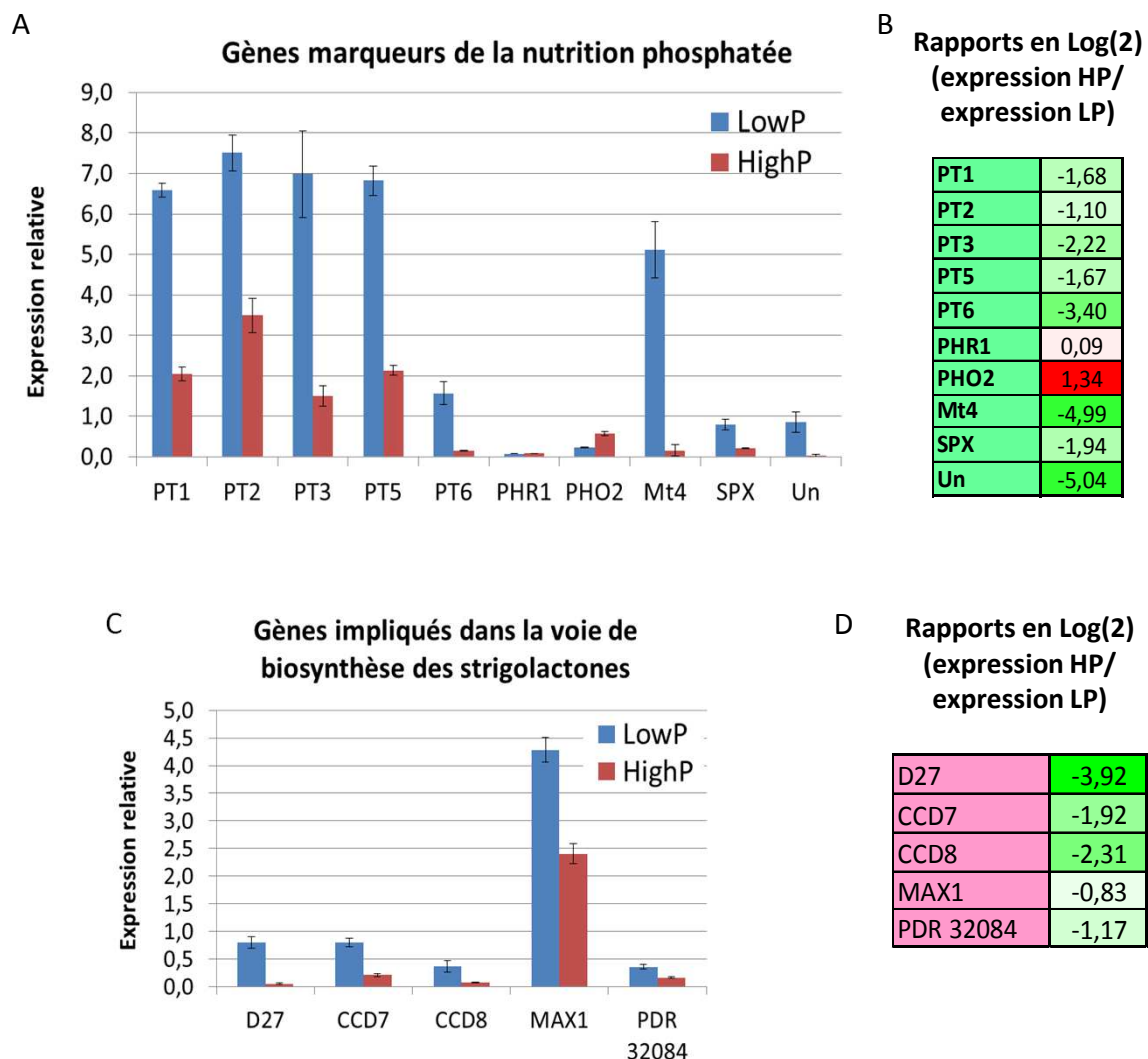 A
Gènes marqueurs de la nutrition phosphatée
9,0
8,0
7,0
6,0
5,0
4,0
3,0
2,0
1,0
0,0
Expression relative
LowP
HighP
PT1 PT2 PT3 PT5 PT6 PHR1 PHO2 Mt4 SPX Un
B
Rapports en Log(2)
(expression HP/
expression LP)
PT1 -1,68
PT2 -1,10
PT3 -2,22
PT5 -1,67
PT6 -3,40
PHR1 0,09
PHO2 1,34
Mt4 -4,99
SPX -1,94
Un -5,04
C
Gènes impliqués dans la voie de
biosynthèse des strigolactones
5,0
4,5
4,0
3,5
3,0
2,5
2,0
1,5
1,0
0,5
0,0
Expression relative
LowP
HighP
D27 CCD7 CCD8 MAX1 PDR
32084
D
Rapports en Log(2)
(expression HP/
expression LP)
D27 -3,92
CCD7 -1,92
CCD8 -2,31
MAX1 -0,83
PDR 32084 -1,17